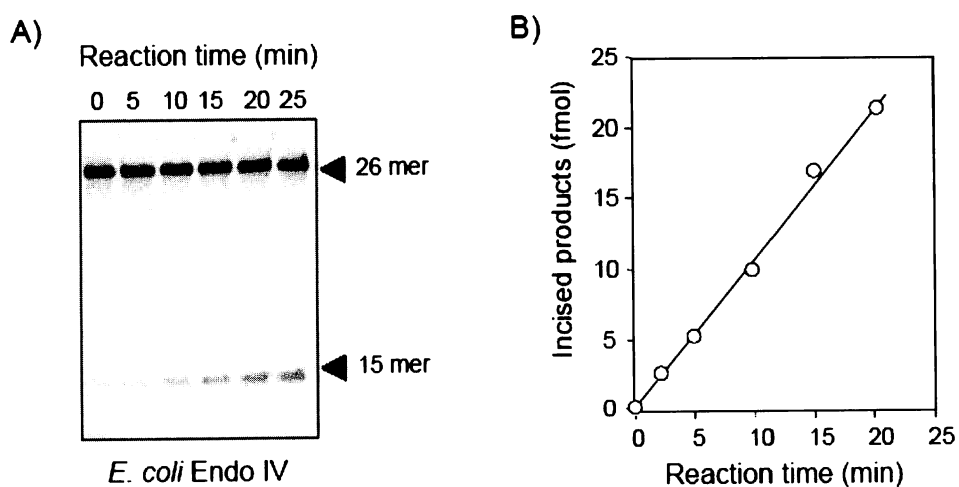 A)
Reaction time (min)
0 5 10 15 20 25
26 mer
15 mer
E. coli Endo IV
B)
Incised products (fmol)
25
20
15
10
5
0
0 5 10 15 20 25
Reaction time (min)